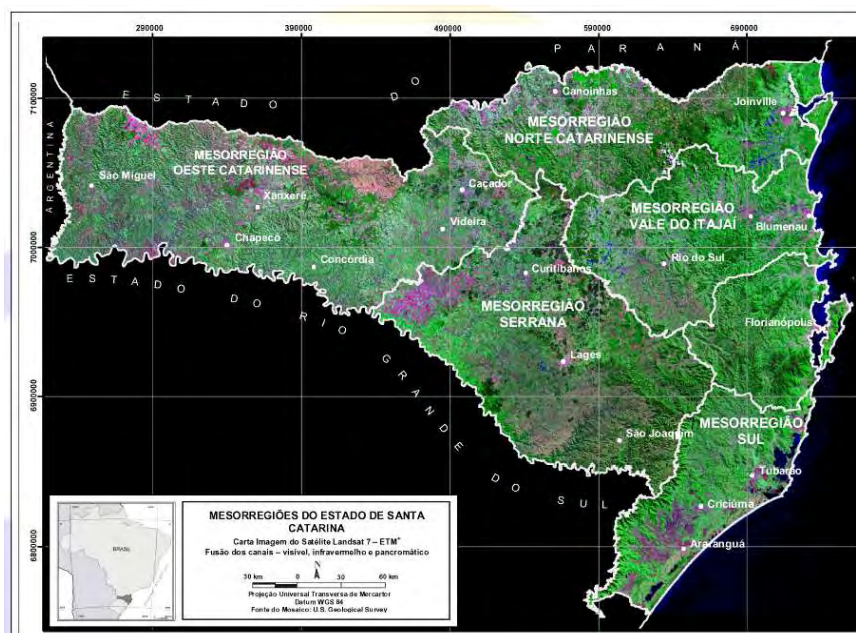 290000 390000 490000 590000 690000
P A R A N Á
E S T A D O D O
7100000
Canoinhas
Joinville
MESORREGIÃO
NORTE CATARINENSE
MESORREGIÃO
OESTE CATARINENSE
ARGENTINA
São Miguel
Xanxerê
Caçador
Videira
MESORREGIÃO
VALE DO ITAJAÍ
Blumenau
Chapecó
7000000
Concórdia
Curitibanos
Rio do Sul
E S T A D O D O R I O G R A N D E D O S U L
MESORREGIÃO
SERRANA
Florianópolis
Lages
6900000
MESORREGIÃO
SUL
São Joaquim
Tubarão
Criciúma
6800000
Araranguá
BRASIL
MESORREGIÕES DO ESTADO DE SANTA
CATARINA
Carta Imagem do Satélite Landsat 7 – ETM+
Fusão dos canais – visível, infravermelho e pancromático
N
30 km 0 30 60 km
Projeção Universal Transversa de Mercartor
Datum WGS 84
Fonte do Mosaico: U.S. Geological Survey